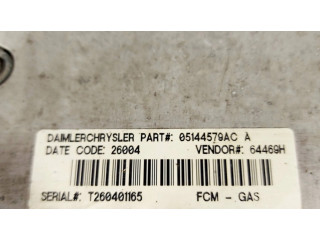 DAIMLERCHRYSLER PART#: 05144579AC A
DATE CODE: 26004 VENDOR#: 64469H
SERIAL#: T260401165 FCM - GAS